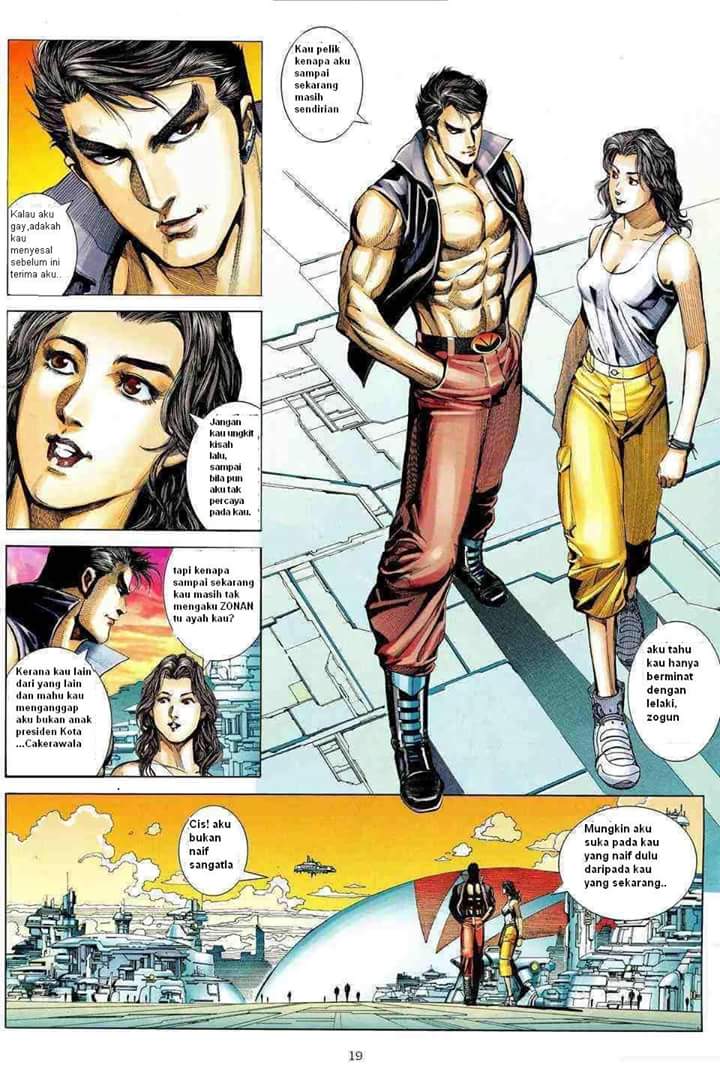 Kau pelik
kenapa aku
sampai
sekarang
masih
sendirian
Kalau aku
gay,adakah
kau
menyesal
sebelum ini
terima aku..
Jangan
kau ungkit
kisah
lalu,
sampai
bila pun
aku tak
percaya
pada kau.
tapi kenapa
sampai sekarang
kau masih tak
mengaku ZONAN
tu ayah kau?
Kerana kau lain
dari yang lain
dan mahu kau
menganggap
aku bukan anak
presiden Kota
...Cakerawala
aku tahu
kau hanya
berminat
dengan
lelaki,
zogun
Cis! aku
bukan
naif
sangatla
Mungkin aku
suka pada kau
yang naif dulu
daripada kau
yang sekarang..
19